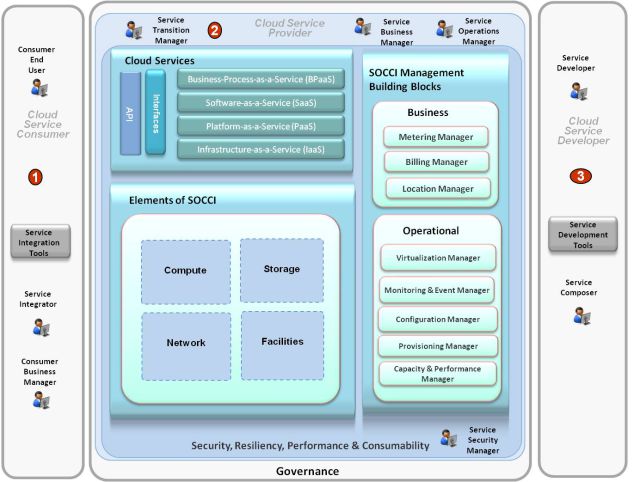 Consumer
End
User
Cloud
Service
Consumer
1
Service
Integration
Tools
Service
Integrator
Consumer
Business
Manager
Service
Transition
Manager
2
Cloud Service
Provider
Service
Business
Manager
Service
Operations
Manager
Cloud Services
API
Interfaces
Business-Process-as-a-Service (BPaaS)
Software-as-a-Service (SaaS)
Platform-as-a-Service (PaaS)
Infrastructure-as-a-Service (IaaS)
Elements of SOCCI
Compute
Storage
Network
Facilities
SOCCI Management
Building Blocks
Business
Metering Manager
Billing Manager
Location Manager
Operational
Virtualization Manager
Monitoring & Event Manager
Configuration Manager
Provisioning Manager
Capacity & Performance
Manager
Security, Resiliency, Performance & Consumability
Service
Security
Manager
Governance
Service
Developer
Cloud
Service
Developer
3
Service
Development
Tools
Service
Composer